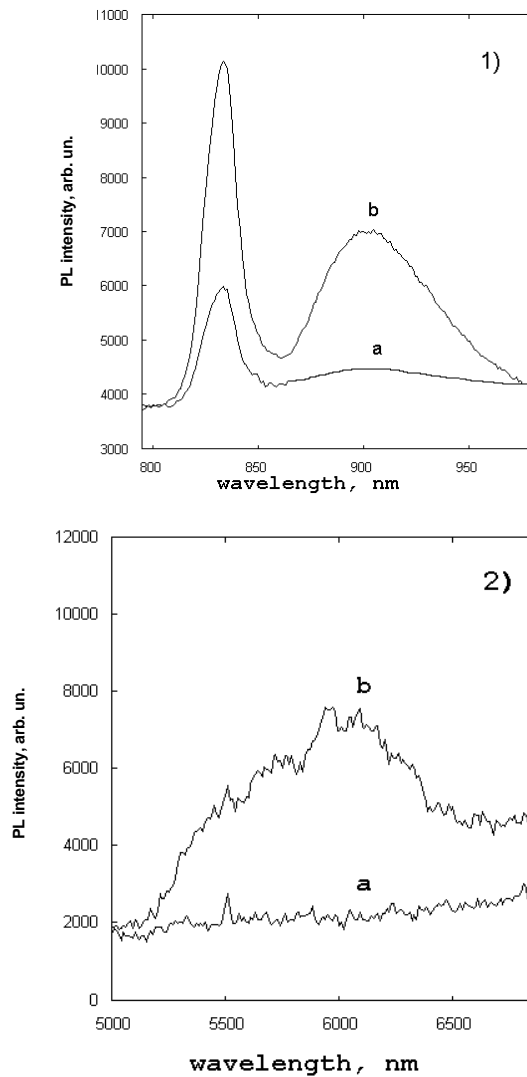 11000
1)
10000
9000
8000
b
7000
6000
a
5000
4000
3000
PL intensity, arb. un.
800 850 900 950
wavelength, nm
12000
2)
10000
b
8000
6000
a
4000
2000
0
PL intensity, arb. un.
5000 5500 6000 6500
wavelength, nm